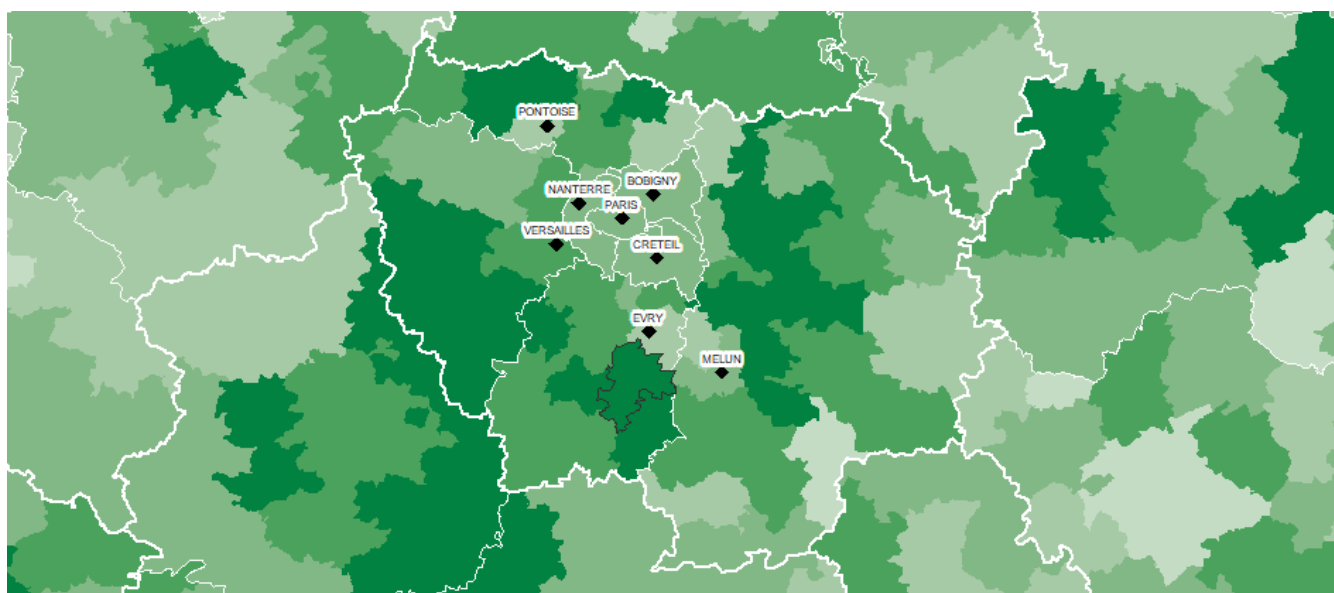 PONTOISE
BOBIGNY
NANTERRE
PARIS
VERSAILLES
CRETEIL
EVRY
MELUN